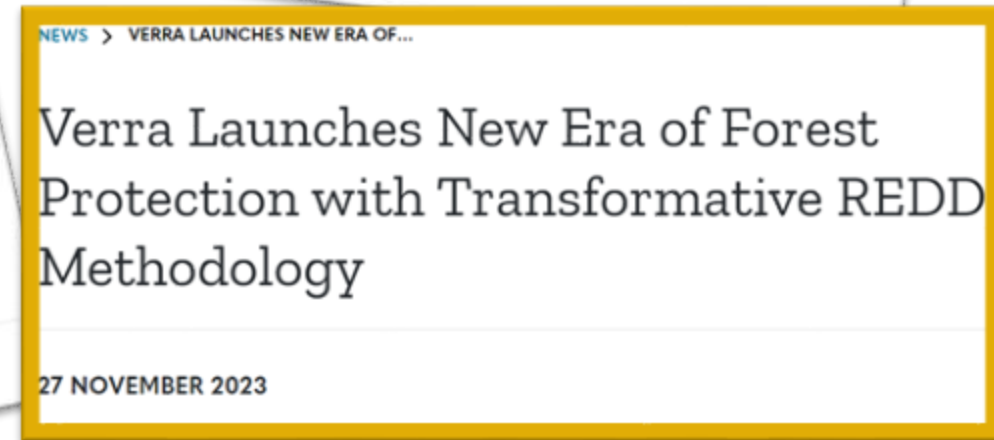 NEWS > VERRA LAUNCHES NEW ERA OF...
Verra Launches New Era of Forest
Protection with Transformative REDD
Methodology
27 NOVEMBER 2023